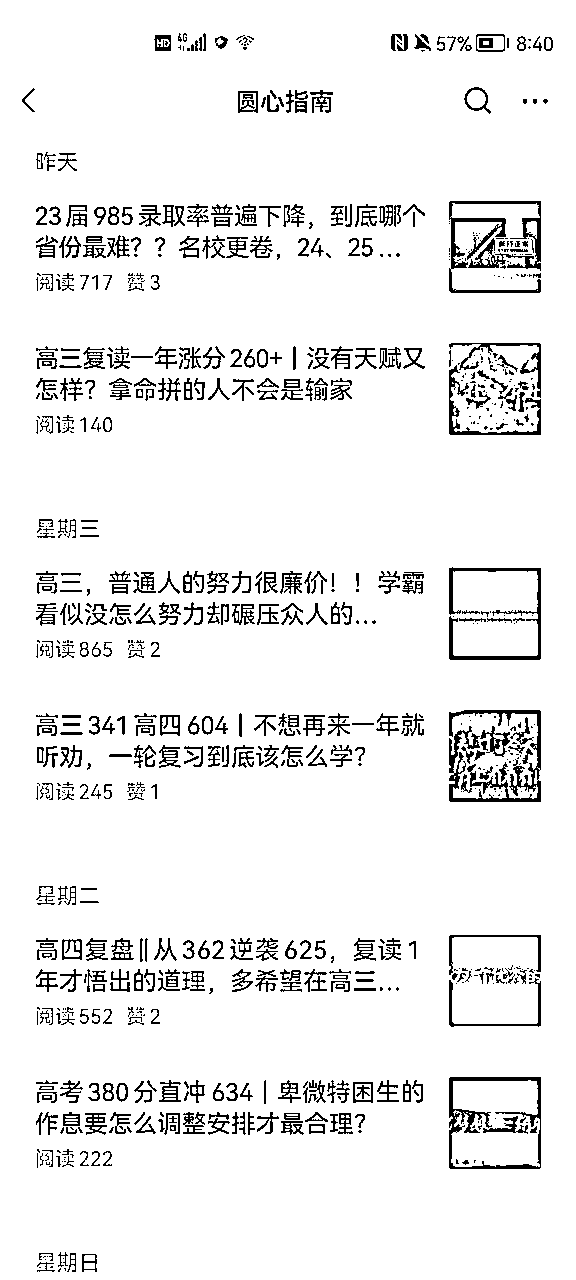 HD 4G 57% 8:40
圆心指南
昨天
23届985录取率普遍下降，到底哪个
省份最难？？名校更卷，24、25...
阅读717 赞3
高三复读一年涨分260+丨没有天赋又
怎样？拿命拼的人不会是输家
阅读140
星期三
高三，普通人的努力很廉价！！学霸
看似没怎么努力却碾压众人的...
阅读865 赞2
高三341高四604丨不想再来一年就
听劝，一轮复习到底该怎么学？
阅读245 赞1
星期二
高四复盘‖从362逆袭625，复读1
年才悟出的道理，多希望在高三...
阅读552 赞2
高考380分直冲634丨卑微特困生的
作息要怎么调整安排才最合理？
阅读222
星期日